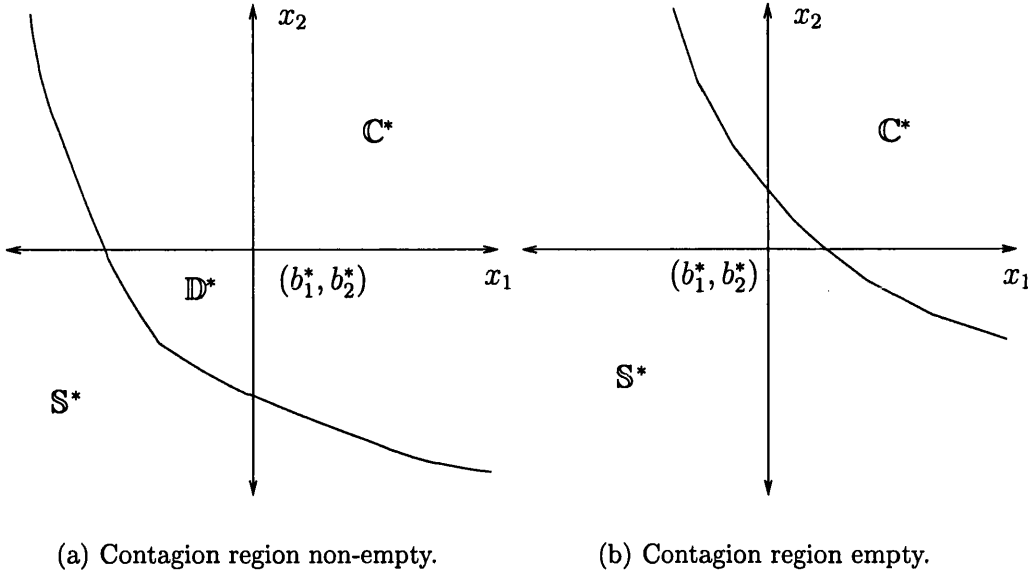 x₂
ℂ*
𝔻*
(b₁*, b₂*)
x₁
𝕊*
(a) Contagion region non-empty.
x₂
ℂ*
(b₁*, b₂*)
x₁
𝕊*
(b) Contagion region empty.